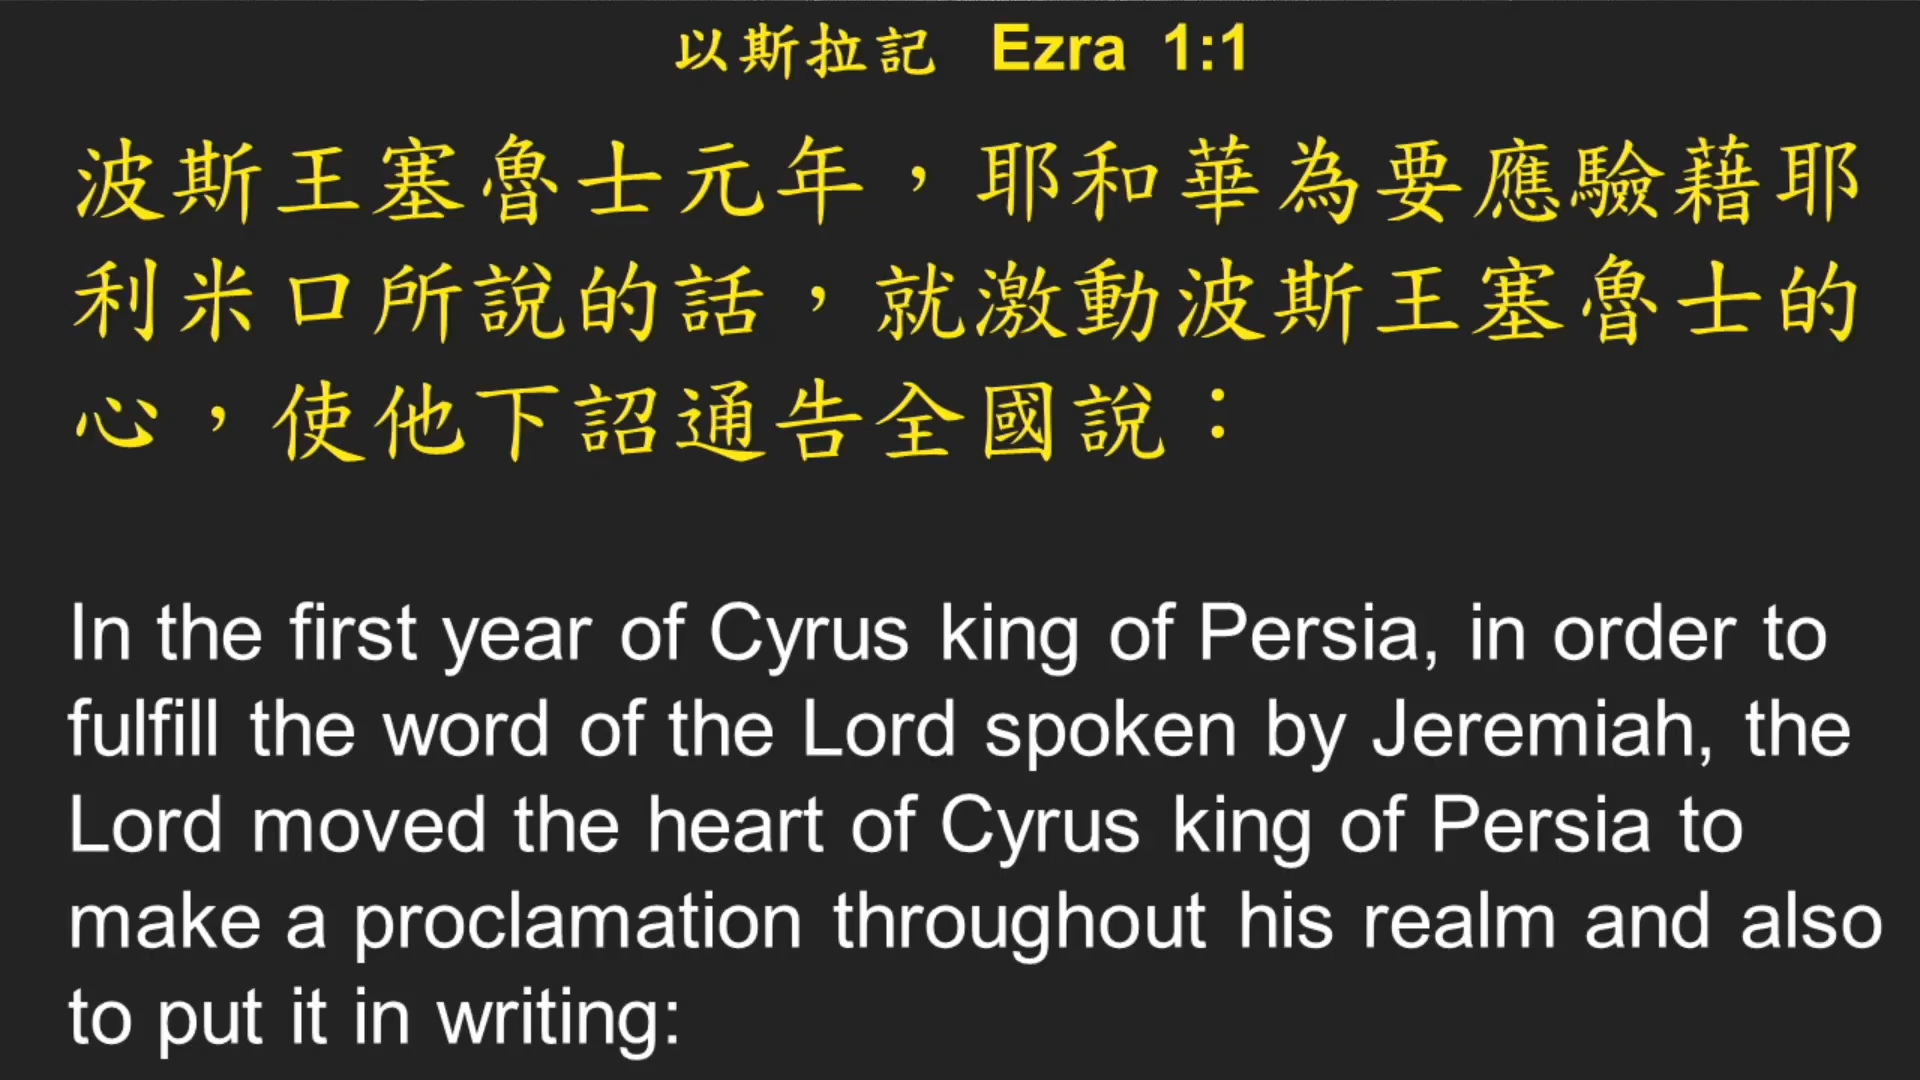 以斯拉記 Ezra 1:1
波斯王塞魯士元年，耶和華為要應驗藉耶
利米口所說的話，就激動波斯王塞魯士的
心，使他下詔通告全國說：
In the first year of Cyrus king of Persia, in order to
fulfill the word of the Lord spoken by Jeremiah, the
Lord moved the heart of Cyrus king of Persia to
make a proclamation throughout his realm and also
to put it in writing: